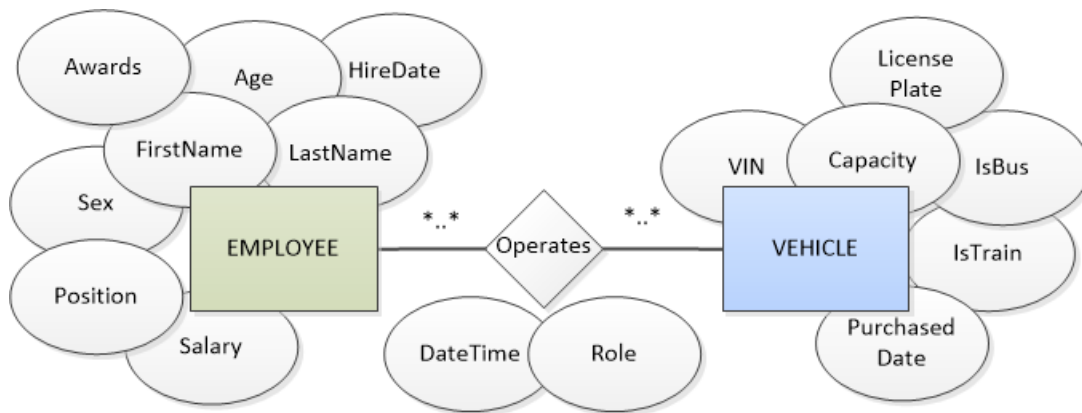 Awards
Age
HireDate
FirstName
LastName
Sex
EMPLOYEE
Position
Salary
*..*
Operates
*..*
DateTime
Role
License
Plate
VIN
Capacity
IsBus
VEHICLE
IsTrain
Purchased
Date